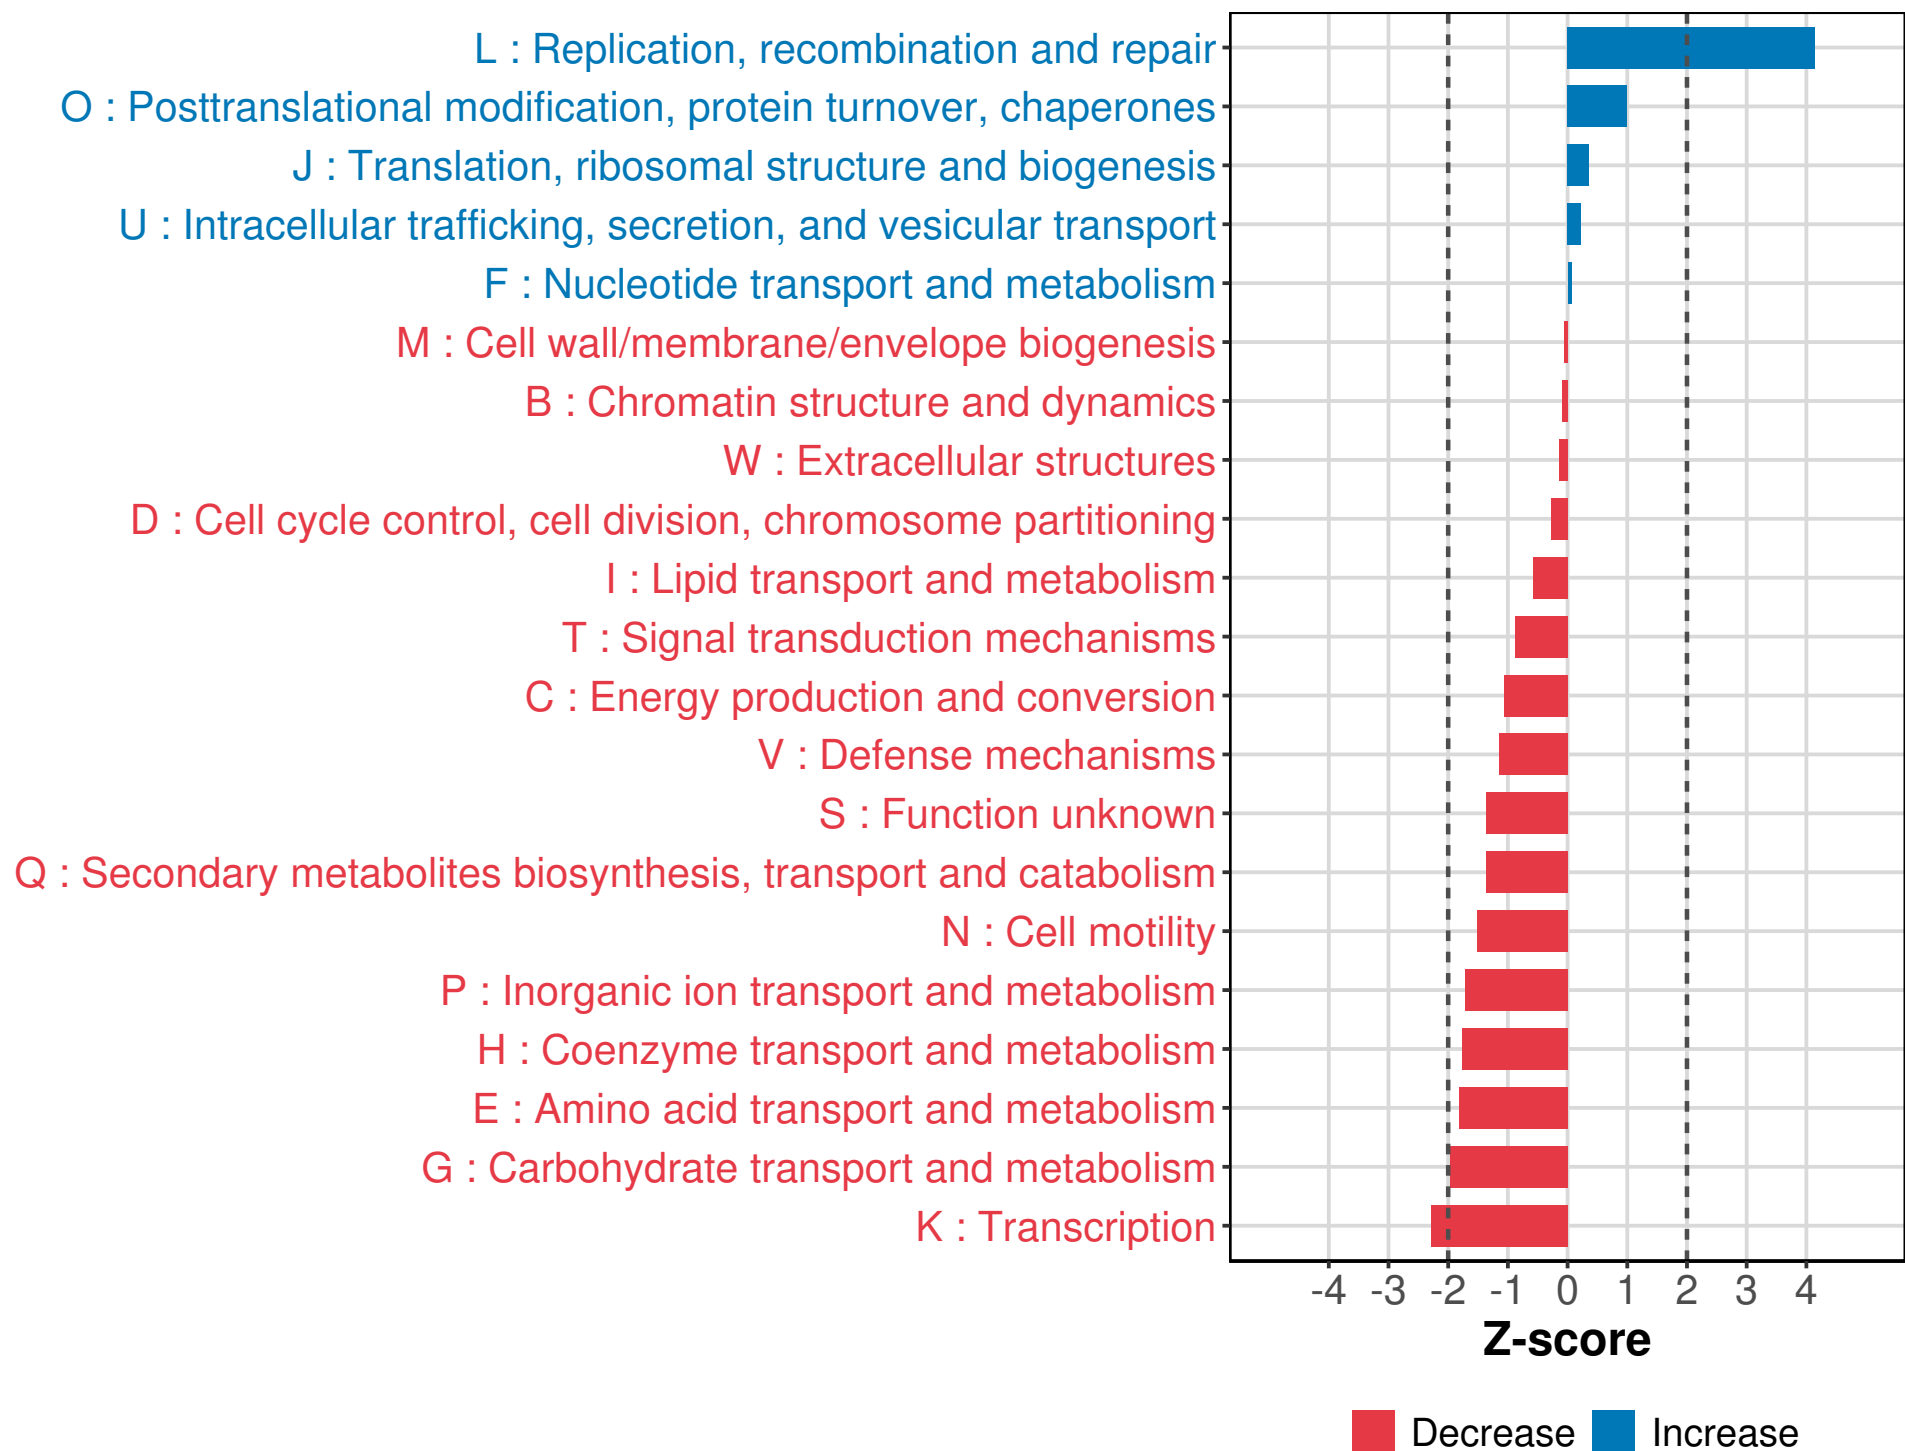 L : Replication, recombination and repair
O : Posttranslational modification, protein turnover, chaperones
J : Translation, ribosomal structure and biogenesis
U : Intracellular trafficking, secretion, and vesicular transport
F : Nucleotide transport and metabolism
M : Cell wall/membrane/envelope biogenesis
B : Chromatin structure and dynamics
W : Extracellular structures
D : Cell cycle control, cell division, chromosome partitioning
I : Lipid transport and metabolism
T : Signal transduction mechanisms
C : Energy production and conversion
V : Defense mechanisms
S : Function unknown
Q : Secondary metabolites biosynthesis, transport and catabolism
N : Cell motility
P : Inorganic ion transport and metabolism
H : Coenzyme transport and metabolism
E : Amino acid transport and metabolism
G : Carbohydrate transport and metabolism
K : Transcription
-4 -3 -2 -1 0 1 2 3 4
Z-score
Decrease Increase